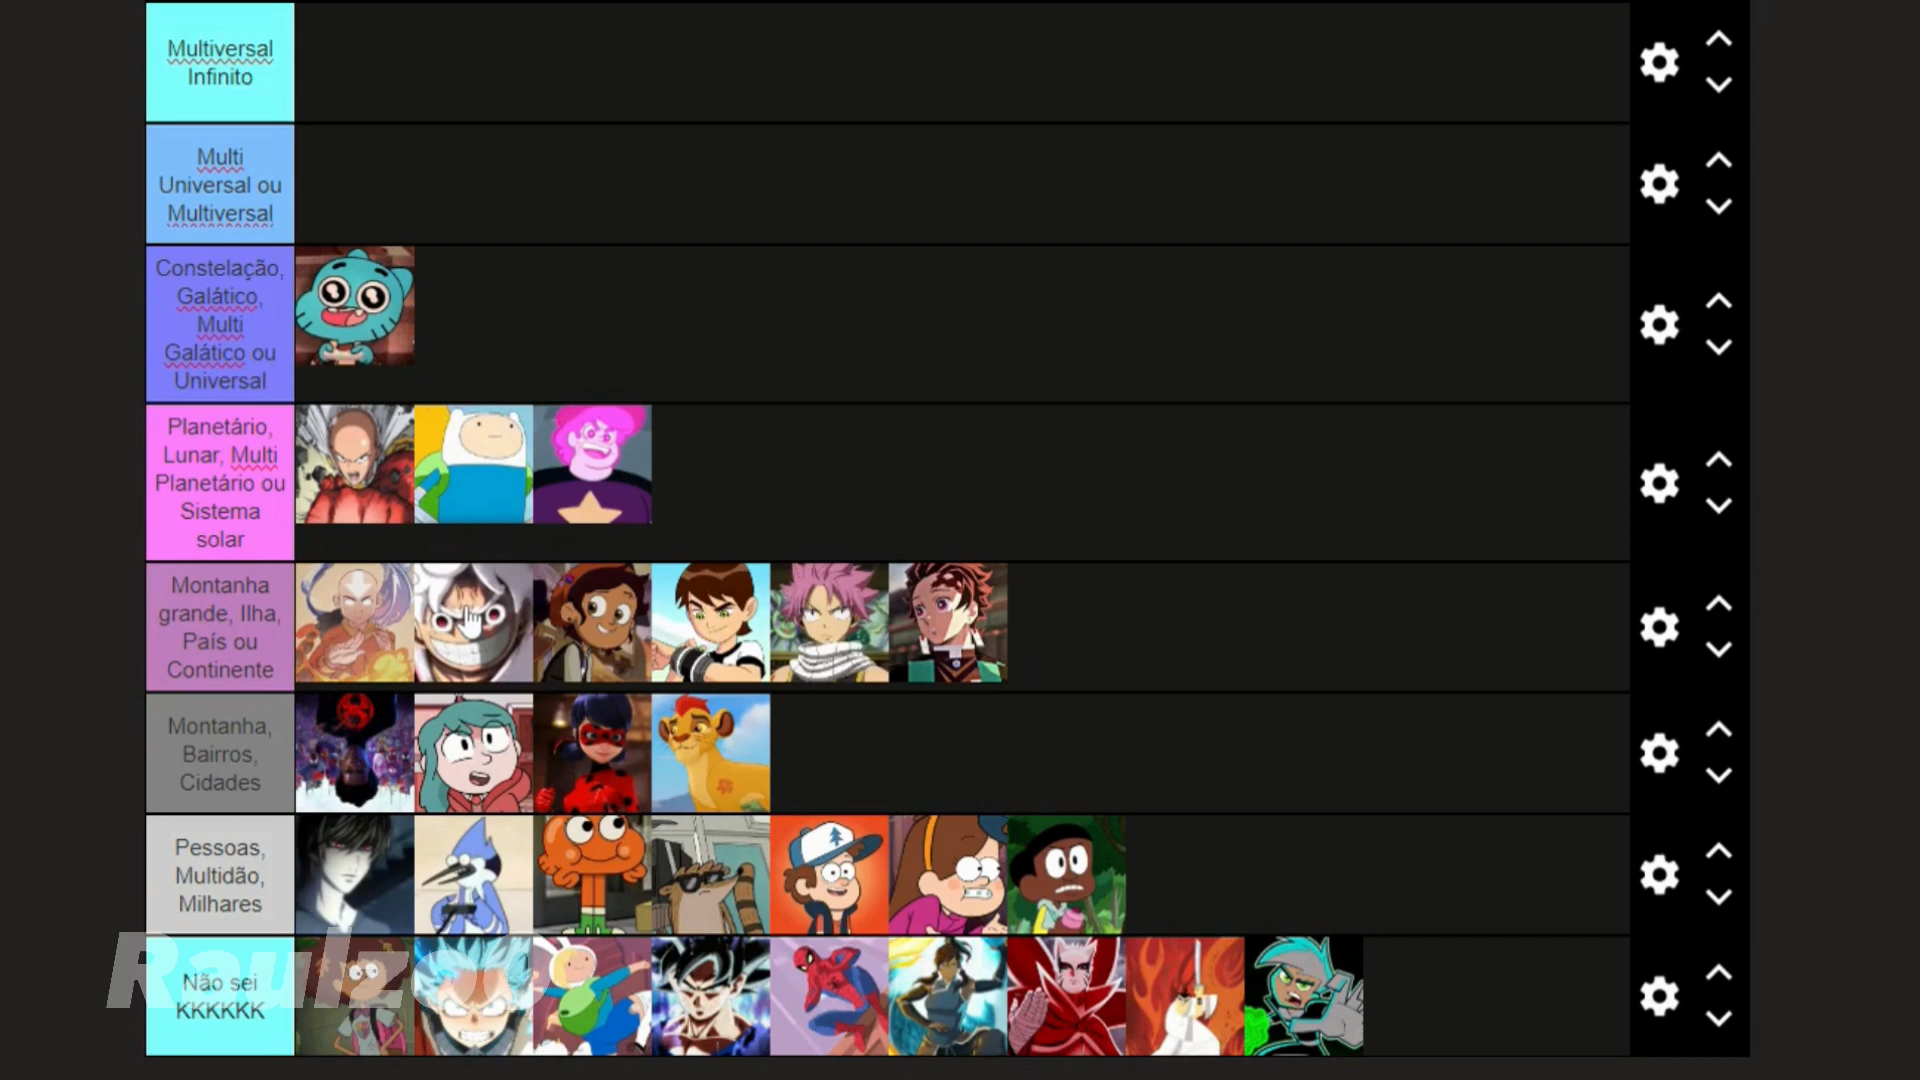 Multiversal
Infinito
Multi
Universal ou
Multiversal
Constelação,
Galático,
Multi
Galático ou
Universal
Planetário,
Lunar, Multi
Planetário ou
Sistema
solar
Montanha
grande, Ilha,
País ou
Continente
Montanha,
Bairros,
Cidades
Pessoas,
Multidão,
Milhares
Raulzoo
Não sei
KKKKKK